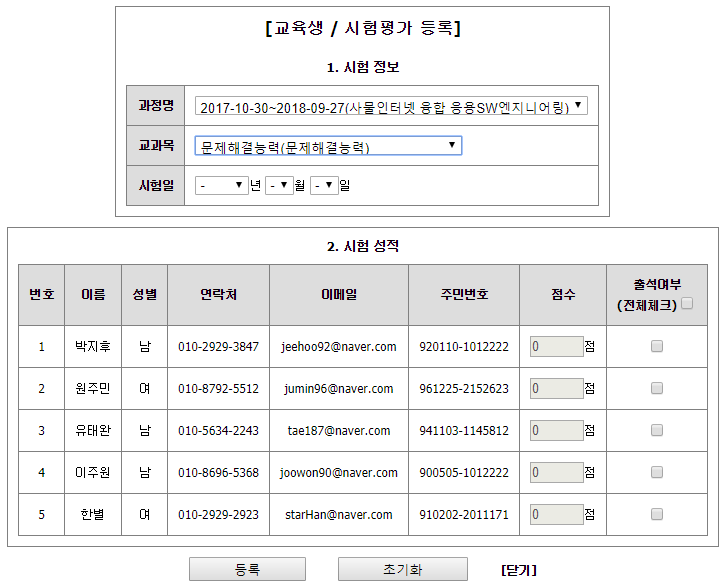 [교육생 / 시험평가 등록]
1. 시험 정보
과정명 2017-10-30~2018-09-27(사물인터넷 융합 응용SW엔지니어링)
교과목 문제해결능력(문제해결능력)
시험일 - 년 - 월 - 일
2. 시험 성적
번호 이름 성별 연락처 이메일 주민번호 점수 출석여부
(전체체크)
1 박지후 남 010-2929-3847 jeehoo92@naver.com 920110-1012222 0 점
2 원주민 여 010-8792-5512 jumin96@naver.com 961225-2152623 0 점
3 유태완 남 010-5634-2243 tae187@naver.com 941103-1145812 0 점
4 이주원 남 010-8696-5368 joowon90@naver.com 900505-1012222 0 점
5 한별 여 010-2929-2923 starHan@naver.com 910202-2011171 0 점
등록 초기화 [닫기]